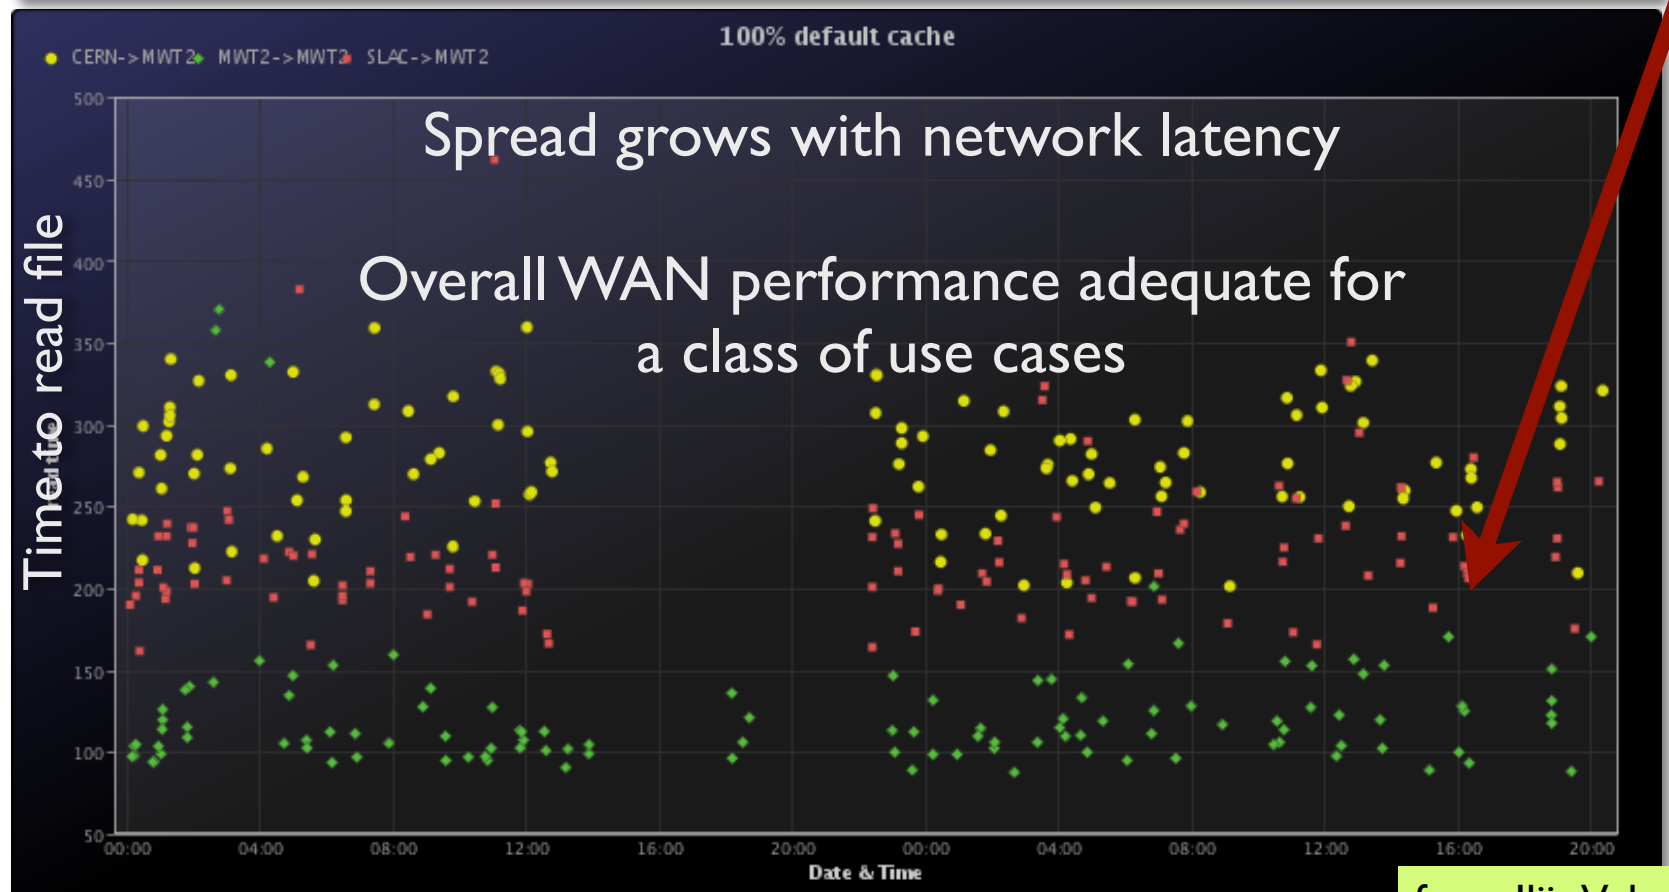 100% default cache
CERN->MWT2 MWT2->MWT2 SLAC->MWT2
Spread grows with network latency
Overall WAN performance adequate for
a class of use cases
Time to read file
500
450
400
350
300
250
200
150
100
50
00:00 04:00 08:00 12:00 16:00 20:00 00:00 04:00 08:00 12:00 16:00 20:00
Date & Time